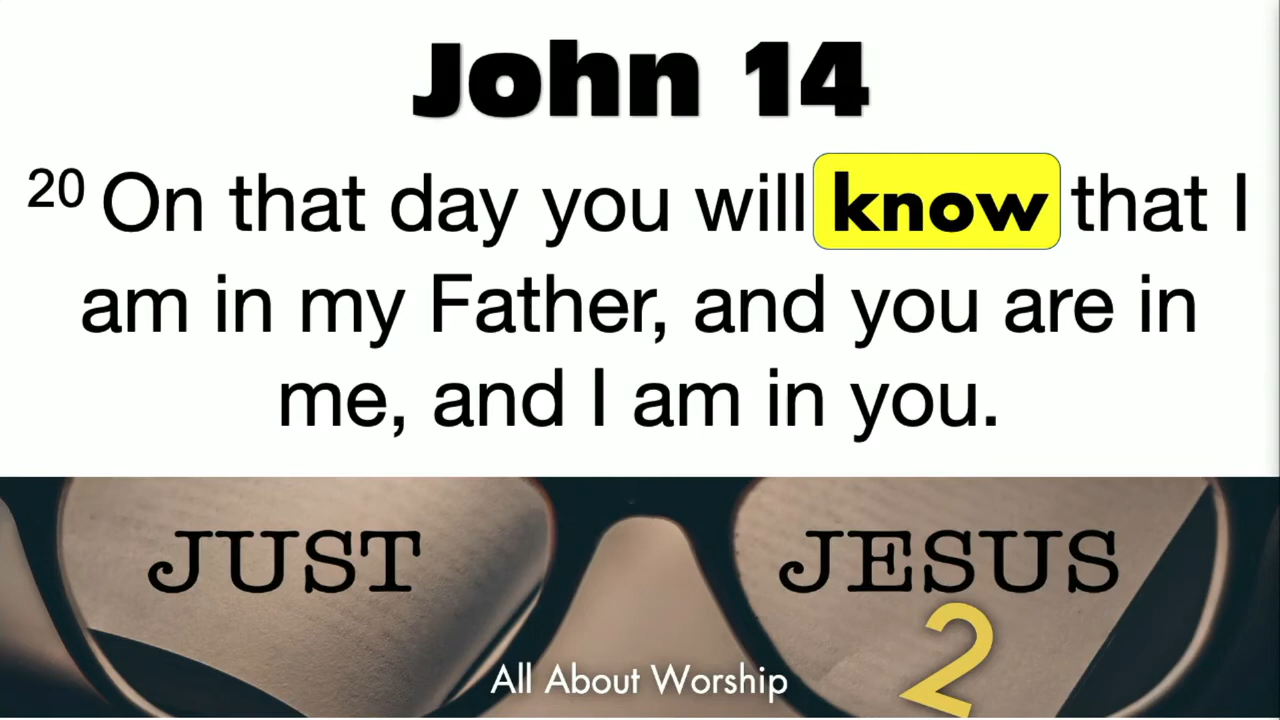 John 14
20 On that day you will know that I
am in my Father, and you are in
me, and I am in you.
JUST JESUS
2
All About Worship